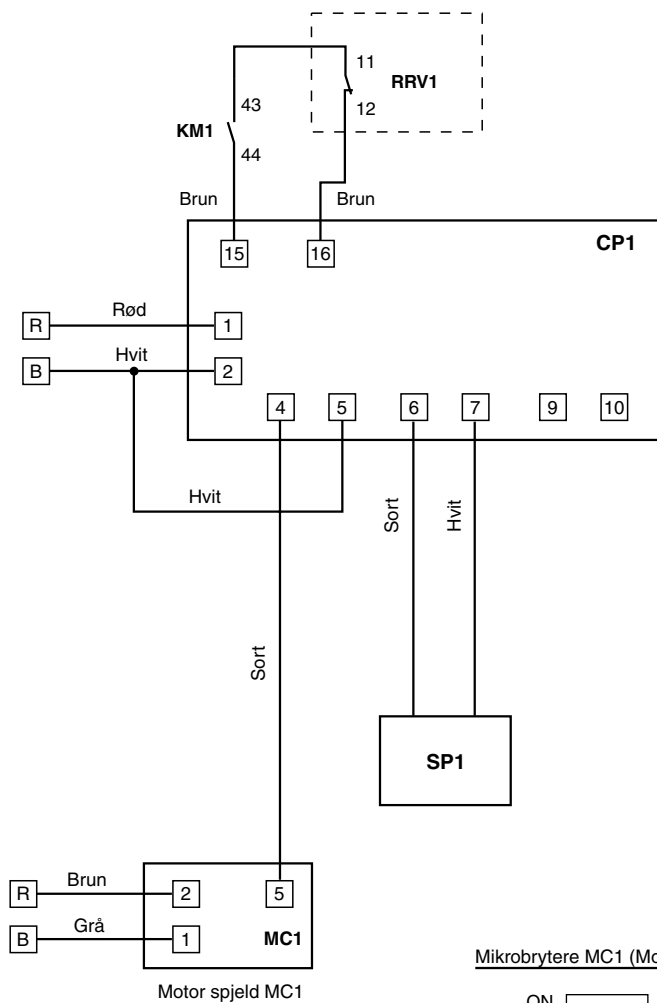 11
RRV1
43
12
KM1
44
Brun
Brun
CP1
15
16
Rød
R
1
Hvit
B
2
4
5
6
7
9
10
Hvit
Sort
Hvit
Sort
SP1
Brun
R
2
5
Grå
B
1
MC1
Mikrobrytere MC1 (Mo
Motor spjeld MC1
ON